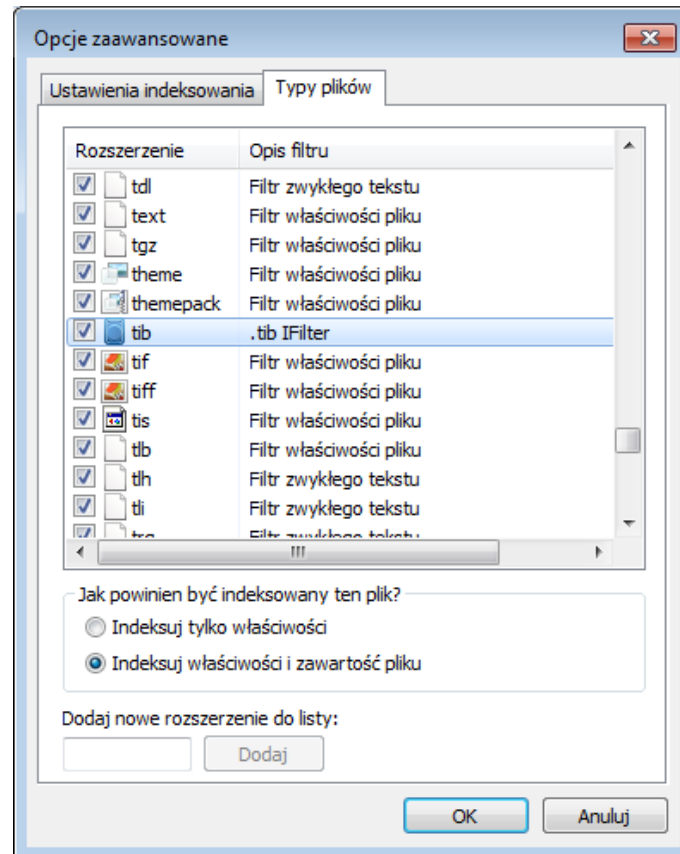 Opcje zaawansowane
Ustawienia indeksowania Typy plików
Rozszerzenie Opis filtru
tdl Filtr zwykłego tekstu
text Filtr właściwości pliku
tgz Filtr właściwości pliku
theme Filtr właściwości pliku
themepack Filtr właściwości pliku
tib .tib IFilter
tif Filtr właściwości pliku
tiff Filtr właściwości pliku
tis Filtr właściwości pliku
tlb Filtr właściwości pliku
tlh Filtr zwykłego tekstu
tli Filtr zwykłego tekstu
Filtr zwykłego tekstu
Jak powinien być indeksowany ten plik?
Indeksuj tylko właściwości
Indeksuj właściwości i zawartość pliku
Dodaj nowe rozszerzenie do listy:
Dodaj
OK Anuluj